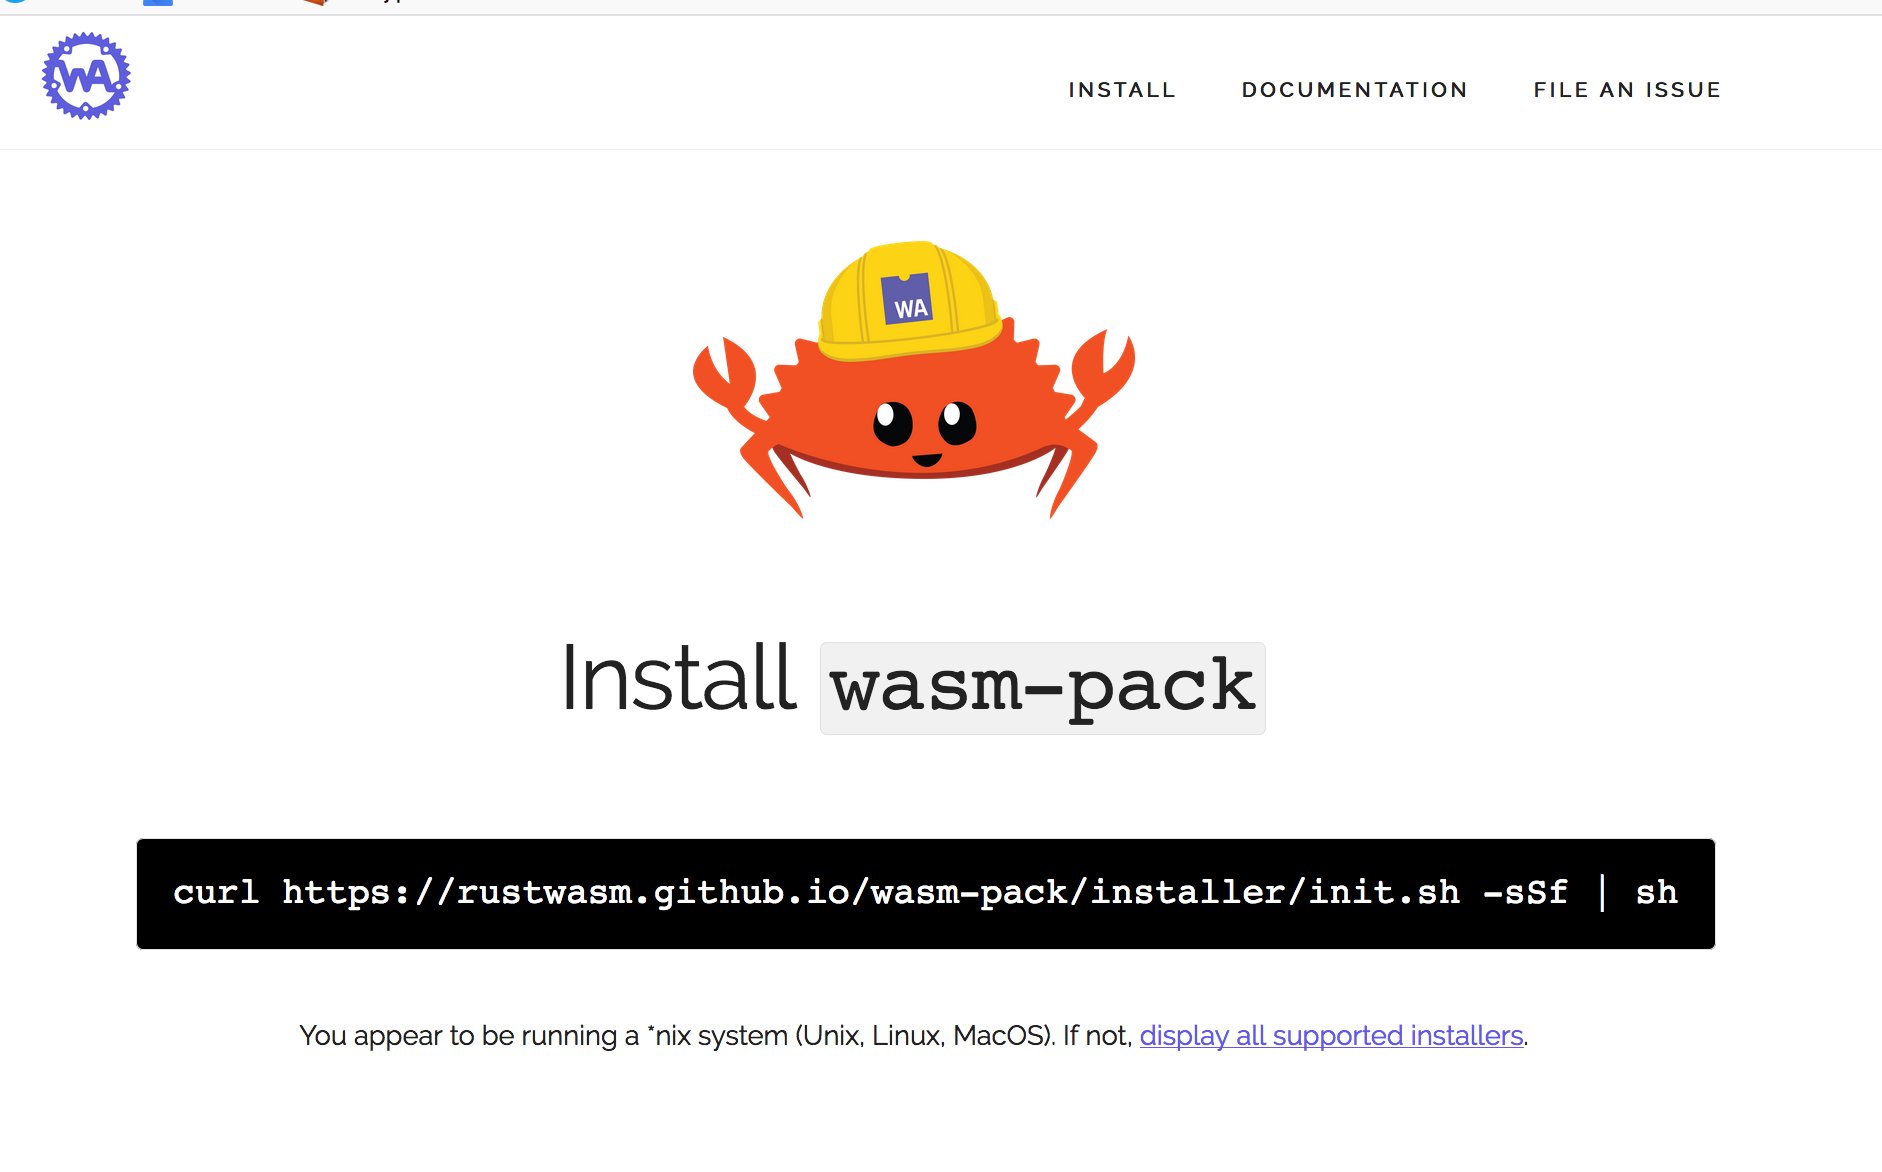 WA
INSTALL DOCUMENTATION FILE AN ISSUE
WA
Install wasm-pack
curl https://rustwasm.github.io/wasm-pack/installer/init.sh -sSf | sh
You appear to be running a *nix system (Unix, Linux, MacOS). If not, display all supported installers.